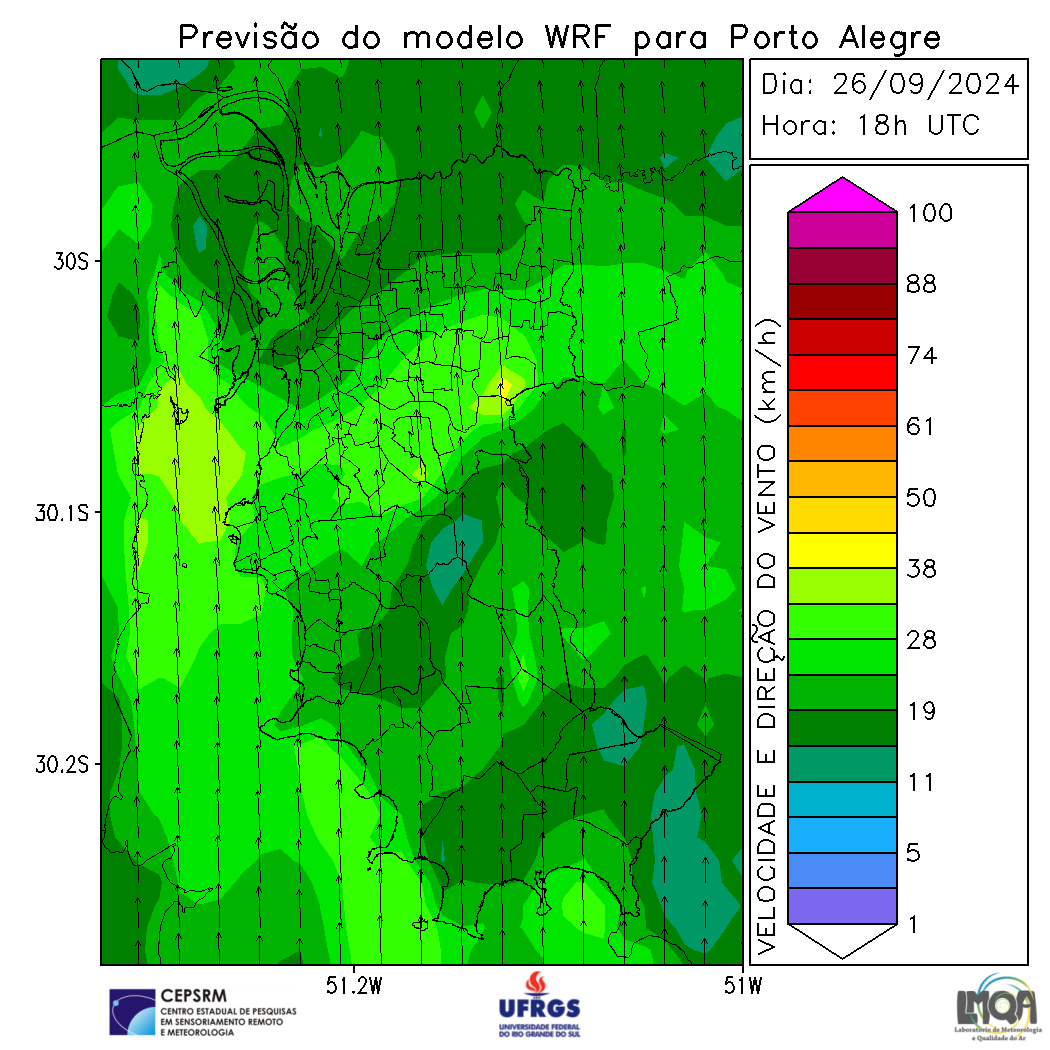 Previsão do modelo WRF para Porto Alegre
Dia: 26/09/2024
Hora: 18h UTC
30S
30.1S
30.2S
51.2W
51W
VELOCIDADE E DIREÇÃO DO VENTO (km/h)
100
88
74
61
50
38
28
19
11
5
1
CEPSRM
CENTRO ESTADUAL DE PESQUISAS
EM SENSORIAMENTO REMOTO
E METEOROLOGIA
UFRGS
UNIVERSIDADE FEDERAL
DO RIO GRANDE DO SUL
LMQA
Laboratório de Meteorologia
e Qualidade do Ar